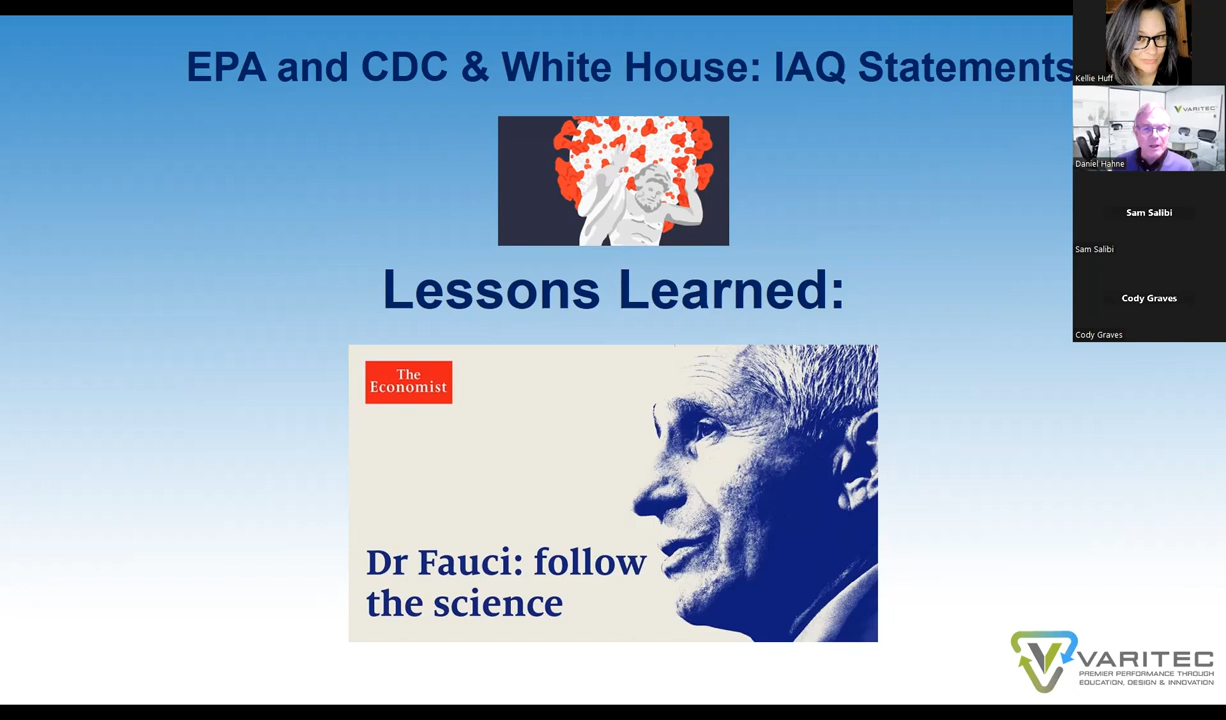 EPA and CDC & White House: IAQ Statements
Kellie Huff
VARITEC
Daniel Hahne
Sam Salibi
Sam Salibi
Lessons Learned:
Cody Graves
Cody Graves
The
Economist
Dr Fauci: follow
the science
VARITEC
PREMIER PERFORMANCE THROUGH
EDUCATION, DESIGN & INNOVATION